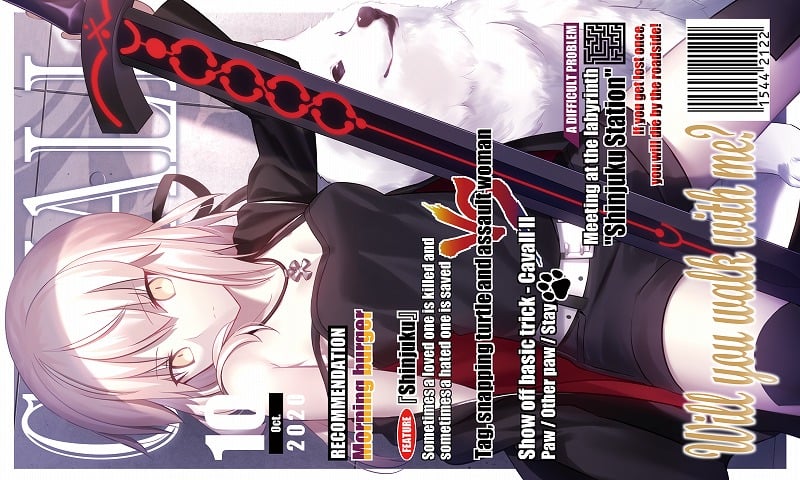 10
Oct.
2020
RECOMMENDATION
Morning burger
FEATURE
「Shinjuku」
Sometimes a loved one is killed and
sometimes a hated one is saved
VS
Tag, snapping turtle and assault woman
Show off basic trick - Cavall II
Paw / Other paw / Stay
A DIFFICULT PROBLEM
Meeting at the labyrinth
"Shinjuku Station"
If you get lost once,
you will die by the roadside!
Will you walk with me?
1544 2122